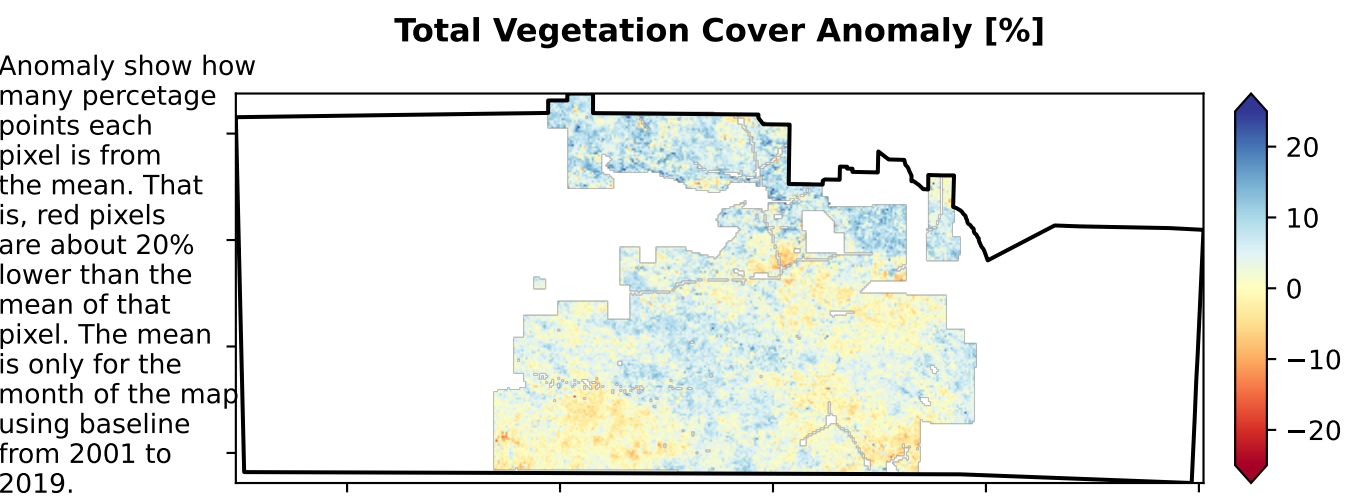 Total Vegetation Cover Anomaly [%]
Anomaly show how
many percetage
points each
pixel is from
the mean. That
is, red pixels
are about 20%
lower than the
mean of that
pixel. The mean
is only for the
month of the map
using baseline
from 2001 to
2019.
20
10
0
−10
−20